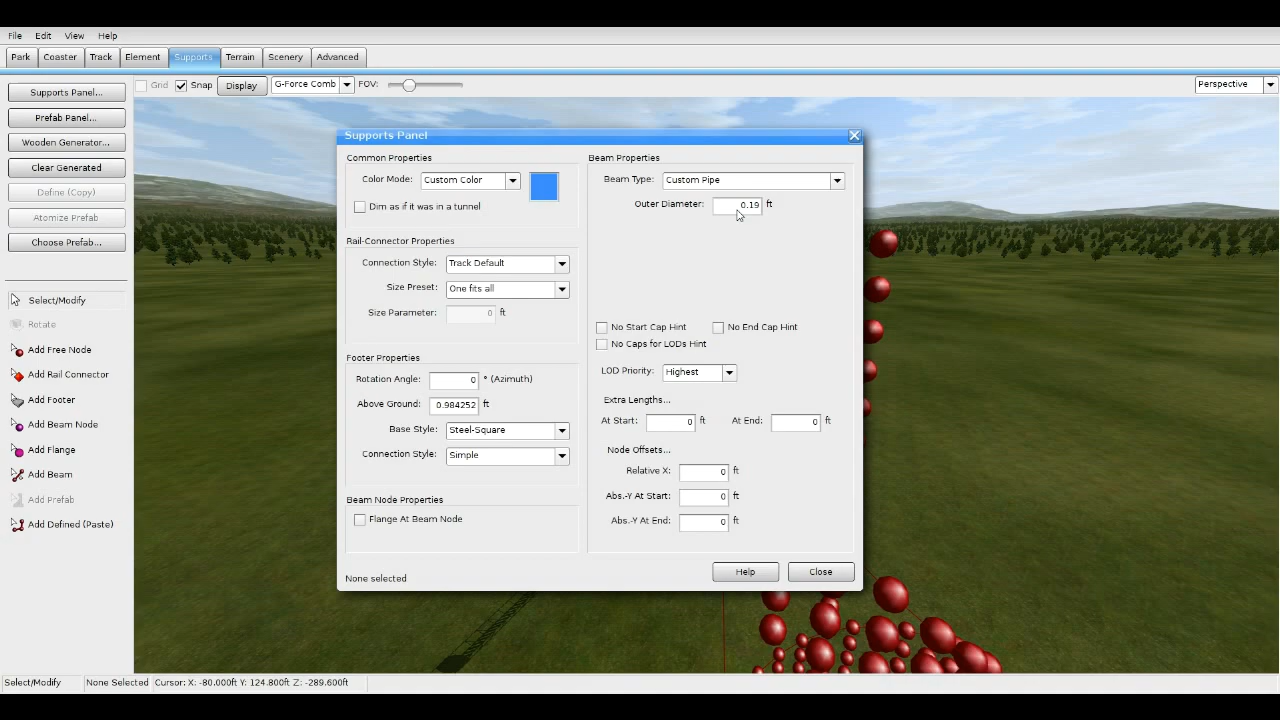 File Edit View Help
Park Coaster Track Element Supports Terrain Scenery Advanced
Supports Panel...
Prefab Panel...
Wooden Generator...
Clear Generated
Define (Copy)
Atomize Prefab
Choose Prefab...
Select/Modify
Rotate
Add Free Node
Add Rail Connector
Add Footer
Add Beam Node
Add Flange
Add Beam
Add Prefab
Add Defined (Paste)
Grid Snap Display G-Force Comb FOV: Perspective
Supports Panel
Common Properties
Color Mode: Custom Color
Dim as if it was in a tunnel
Rail-Connector Properties
Connection Style: Track Default
Size Preset: One fits all
Size Parameter: 0 ft
Footer Properties
Rotation Angle: 0 ° (Azimuth)
Above Ground: 0.984252 ft
Base Style: Steel-Square
Connection Style: Simple
Beam Node Properties
Flange At Beam Node
None selected
Beam Properties
Beam Type: Custom Pipe
Outer Diameter: 0.19 ft
No Start Cap Hint No End Cap Hint
No Caps for LODs Hint
LOD Priority: Highest
Extra Lengths...
At Start: 0 ft At End: 0 ft
Node Offsets...
Relative X: 0 ft
Abs.-Y At Start: 0 ft
Abs.-Y At End: 0 ft
Help Close
Select/Modify None Selected Cursor: X: -80.000ft Y: 124.800ft Z: -289.600ft